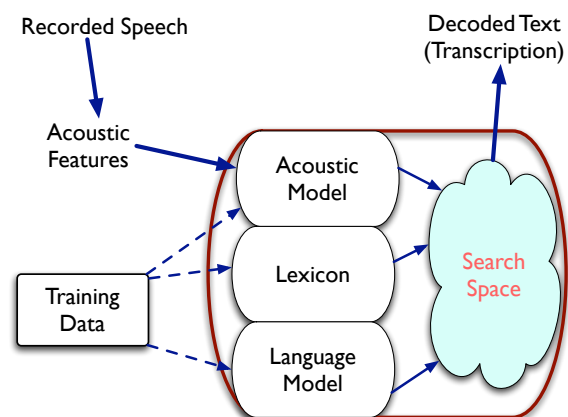 Recorded Speech
Decoded Text
(Transcription)
Acoustic
Features
Acoustic
Model
Lexicon
Search
Space
Training
Data
Language
Model